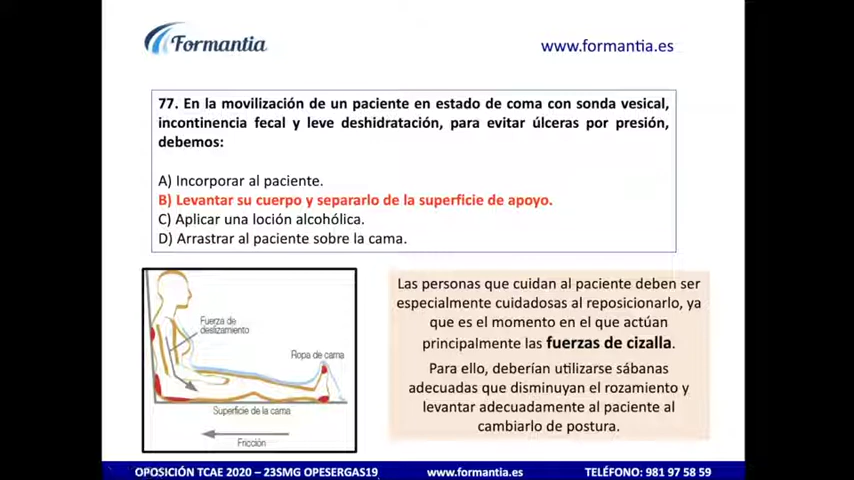 Formantia
www.formantia.es
77. En la movilización de un paciente en estado de coma con sonda vesical,
incontinencia fecal y leve deshidratación, para evitar úlceras por presión,
debemos:
A) Incorporar al paciente.
B) Levantar su cuerpo y separarlo de la superficie de apoyo.
C) Aplicar una loción alcohólica.
D) Arrastrar al paciente sobre la cama.
Fuerza de
deslizamiento
Ropa de cama
Superficie de la cama
Fricción
Las personas que cuidan al paciente deben ser
especialmente cuidadosas al reposicionarlo, ya
que es el momento en el que actúan
principalmente las fuerzas de cizalla.
Para ello, deberían utilizarse sábanas
adecuadas que disminuyan el rozamiento y
levantar adecuadamente al paciente al
cambiarlo de postura.
OPOSICIÓN TCAE 2020 – 23SMG OPESERGAS19
www.formantia.es
TELÉFONO: 981 97 58 59